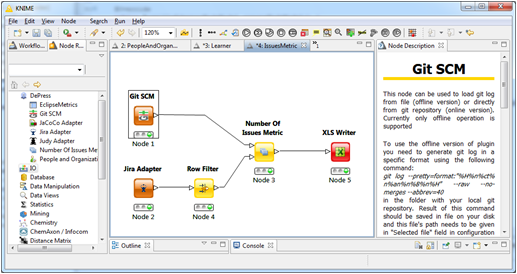 KNIME
File Edit View Node Search Run Help
120%
Workflow...
Node R...
2: PeopleAndOrgan...
*3: Learner
*4: IssuesMetric
Node Description
DePress
EclipseMetrics
Git SCM
JaCoCo Adapter
Jira Adapter
Judy Adapter
Number Of Issues Metric
People and Organization
IO
Database
Data Manipulation
Data Views
Statistics
Mining
Chemistry
ChemAxon / Infocom
Distance Matrix
Git SCM
Node 1
Jira Adapter
Node 2
Row Filter
Node 4
Number Of
Issues Metric
Node 3
XLS Writer
Node 5
Outline
Console
Git SCM
This node can be used to load git log
from file (offline version) or directly
from git repository (online version).
Currently only offline operation is
supported
To use the offline version of plugin
you need to generate git log in a
specific format using the following
command:
git log --pretty=format:"%H%n%ct%
n%an%n%B%n%H" --raw --no-
merges --abbrev=40
in the folder with your local git
repository. Result of this command
should be saved in file on your disk
and this file's path needs to be given
in "Selected file" field in configuration